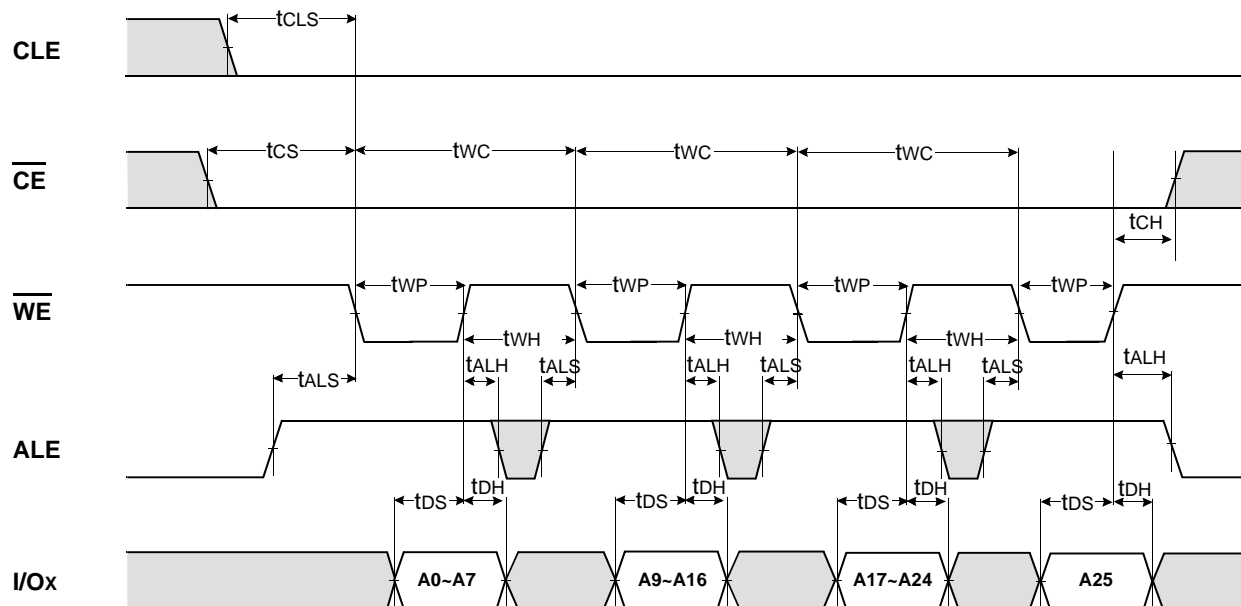 tCLS
CLE
tCS tWC tWC tWC
CE
tCH
tWP tWP tWP tWP
WE
tWH tWH tWH
tALH tALS tALH tALS tALH tALS tALH
tALS
ALE
tDS tDH tDS tDH tDS tDH tDS tDH
I/Ox A0~A7 A9~A16 A17~A24 A25